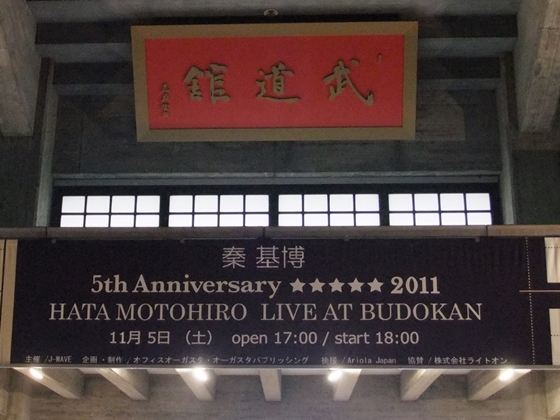 武道館
秦 基博
5th Anniversary ★★★★★ 2011
HATA MOTOHIRO LIVE AT BUDOKAN
11月 5日 （土） open 17:00 / start 18:00
主催 /J-WAVE 企画・制作 / オフィスオーガスタ・オーガスタパブリッシング 後援 / Ariola Japan 協賛 / 株式会社ライトオン